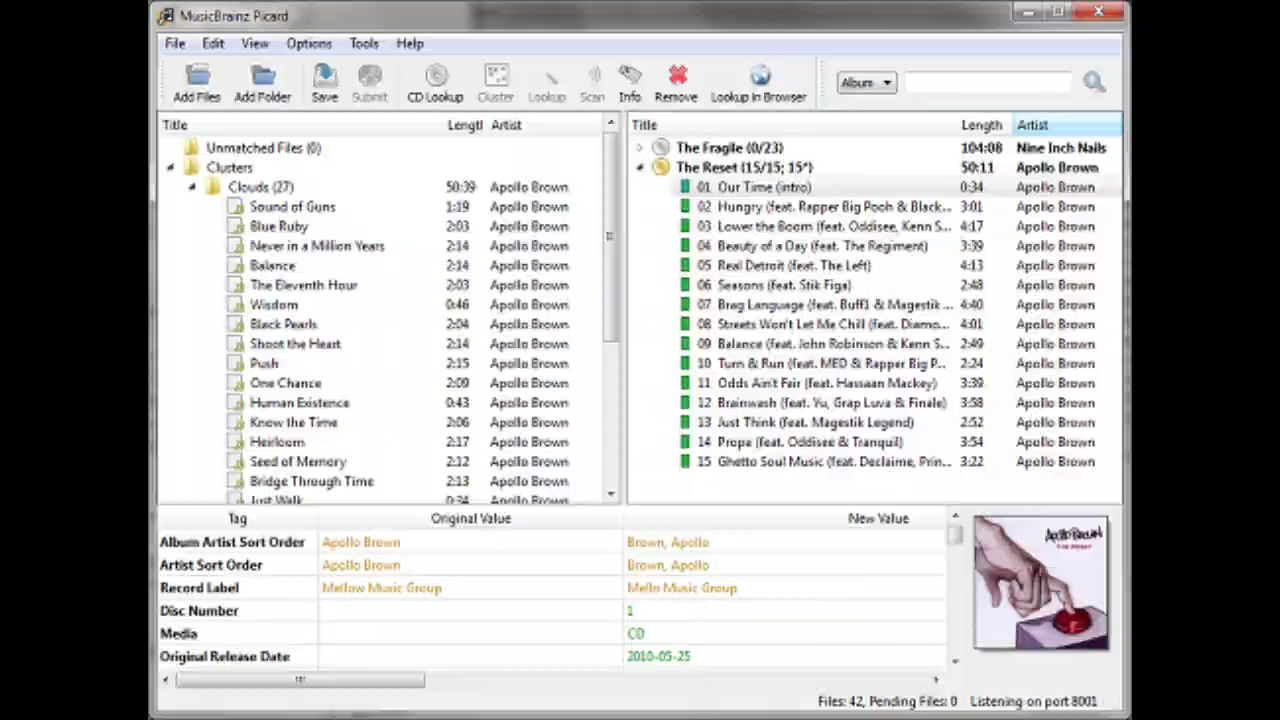 MusicBrainz Picard
File Edit View Options Tools Help
Add Files Add Folder Save Submit CD Lookup Cluster Lookup Scan Info Remove Lookup in Browser Album
Title Lengtl Artist
Unmatched Files (0)
Clusters
Clouds (27) 50:39 Apollo Brown
Sound of Guns 1:19 Apollo Brown
Blue Ruby 2:03 Apollo Brown
Never in a Million Years 2:14 Apollo Brown
Balance 2:14 Apollo Brown
The Eleventh Hour 2:03 Apollo Brown
Wisdom 0:46 Apollo Brown
Black Pearls 2:04 Apollo Brown
Shoot the Heart 2:14 Apollo Brown
Push 2:15 Apollo Brown
One Chance 2:09 Apollo Brown
Human Existence 0:43 Apollo Brown
Know the Time 2:06 Apollo Brown
Heirloom 2:17 Apollo Brown
Seed of Memory 2:12 Apollo Brown
Bridge Through Time 2:13 Apollo Brown
Just Walk 0:34 Apollo Brown
Title Length Artist
The Fragile (0/23) 104:08 Nine Inch Nails
The Reset (15/15; 15*) 50:11 Apollo Brown
01 Our Time (intro) 0:34 Apollo Brown
02 Hungry (feat. Rapper Big Pooh & Black... 3:01 Apollo Brown
03 Lower the Boom (feat. Oddisee, Kenn S... 4:17 Apollo Brown
04 Beauty of a Day (feat. The Regiment) 3:39 Apollo Brown
05 Real Detroit (feat. The Left) 4:13 Apollo Brown
06 Seasons (feat. Stik Figa) 2:48 Apollo Brown
07 Brag Language (feat. Buff1 & Magestik ... 4:40 Apollo Brown
08 Streets Won't Let Me Chill (feat. Diamo... 4:01 Apollo Brown
09 Balance (feat. John Robinson & Kenn S... 2:49 Apollo Brown
10 Turn & Run (feat. MED & Rapper Big P... 2:24 Apollo Brown
11 Odds Ain't Fair (feat. Hassaan Mackey) 3:39 Apollo Brown
12 Brainwash (feat. Yu, Grap Luva & Finale) 3:58 Apollo Brown
13 Just Think (feat. Magestik Legend) 2:52 Apollo Brown
14 Propa (feat. Oddisee & Tranquil) 3:54 Apollo Brown
15 Ghetto Soul Music (feat. Declaime, Prin... 3:22 Apollo Brown
Tag Original Value New Value
Album Artist Sort Order Apollo Brown Brown, Apollo
Artist Sort Order Apollo Brown Brown, Apollo
Record Label Mellow Music Group Mello Music Group
Disc Number 1
Media CD
Original Release Date 2010-05-25
Apollo Brown
THE RESET
Files: 42, Pending Files: 0 Listening on port 8001